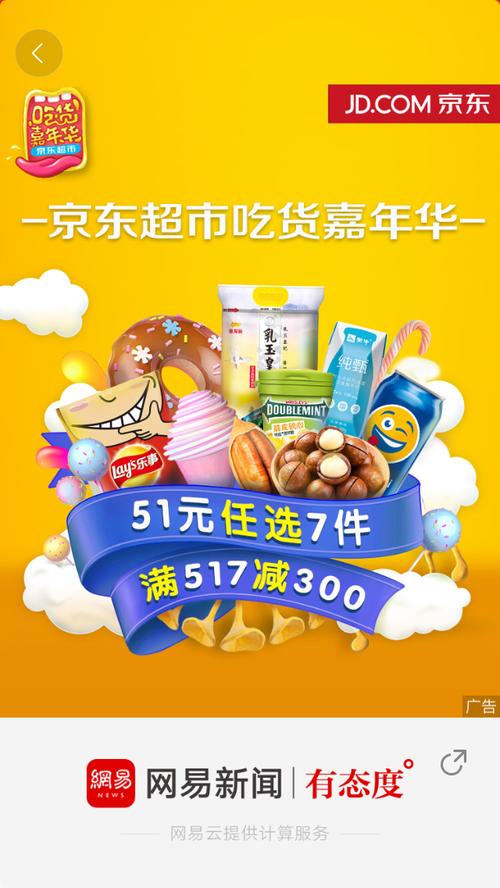 吃货
嘉年华
京东超市
JD.COM 京东
京东超市吃货嘉年华
乳玉皇
纯甄
Lay's乐事
DOUBLEMINT
51元任选7件
满517减300
广告
網易
NEWS
网易新闻|有态度°
网易云提供计算服务